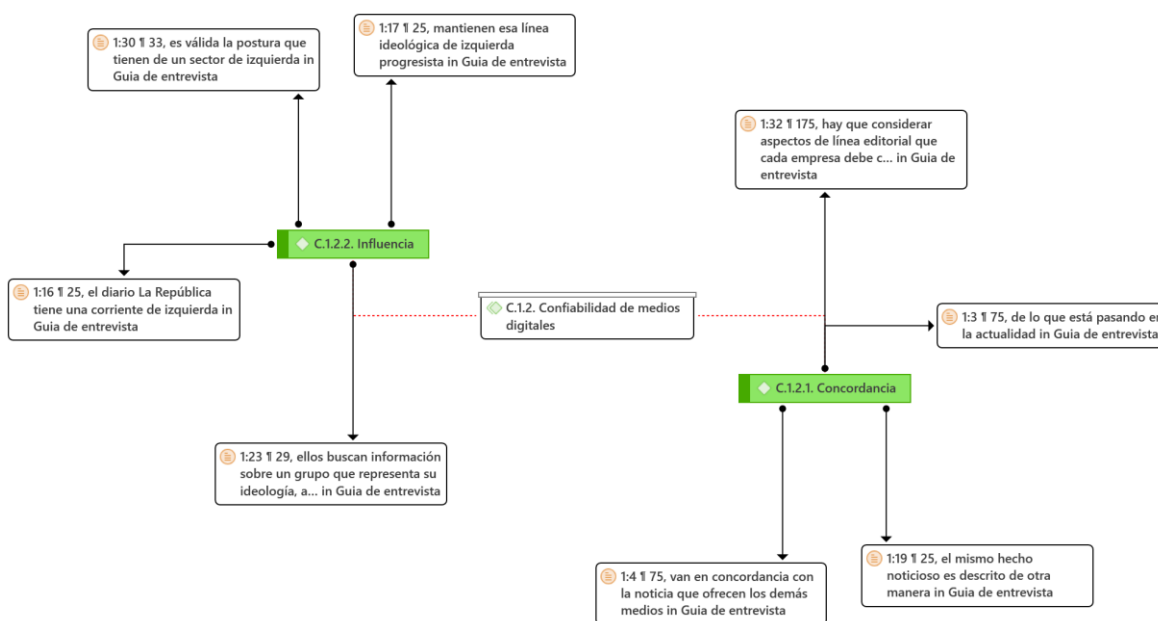 1:30 ¶ 33, es válida la postura que
tienen de un sector de izquierda in
Guia de entrevista
1:17 ¶ 25, mantienen esa línea
ideológica de izquierda
progresista in Guia de entrevista
1:32 ¶ 175, hay que considerar
aspectos de línea editorial que
cada empresa debe c... in Guia de
entrevista
C.1.2.2. Influencia
1:16 ¶ 25, el diario La República
tiene una corriente de izquierda in
Guia de entrevista
C.1.2. Confiabilidad de medios
digitales
1:3 ¶ 75, de lo que está pasando en
la actualidad in Guia de entrevista
C.1.2.1. Concordancia
1:23 ¶ 29, ellos buscan información
sobre un grupo que representa su
ideología, a... in Guia de entrevista
1:4 ¶ 75, van en concordancia con
la noticia que ofrecen los demás
medios in Guia de entrevista
1:19 ¶ 25, el mismo hecho
noticioso es descrito de otra
manera in Guia de entrevista